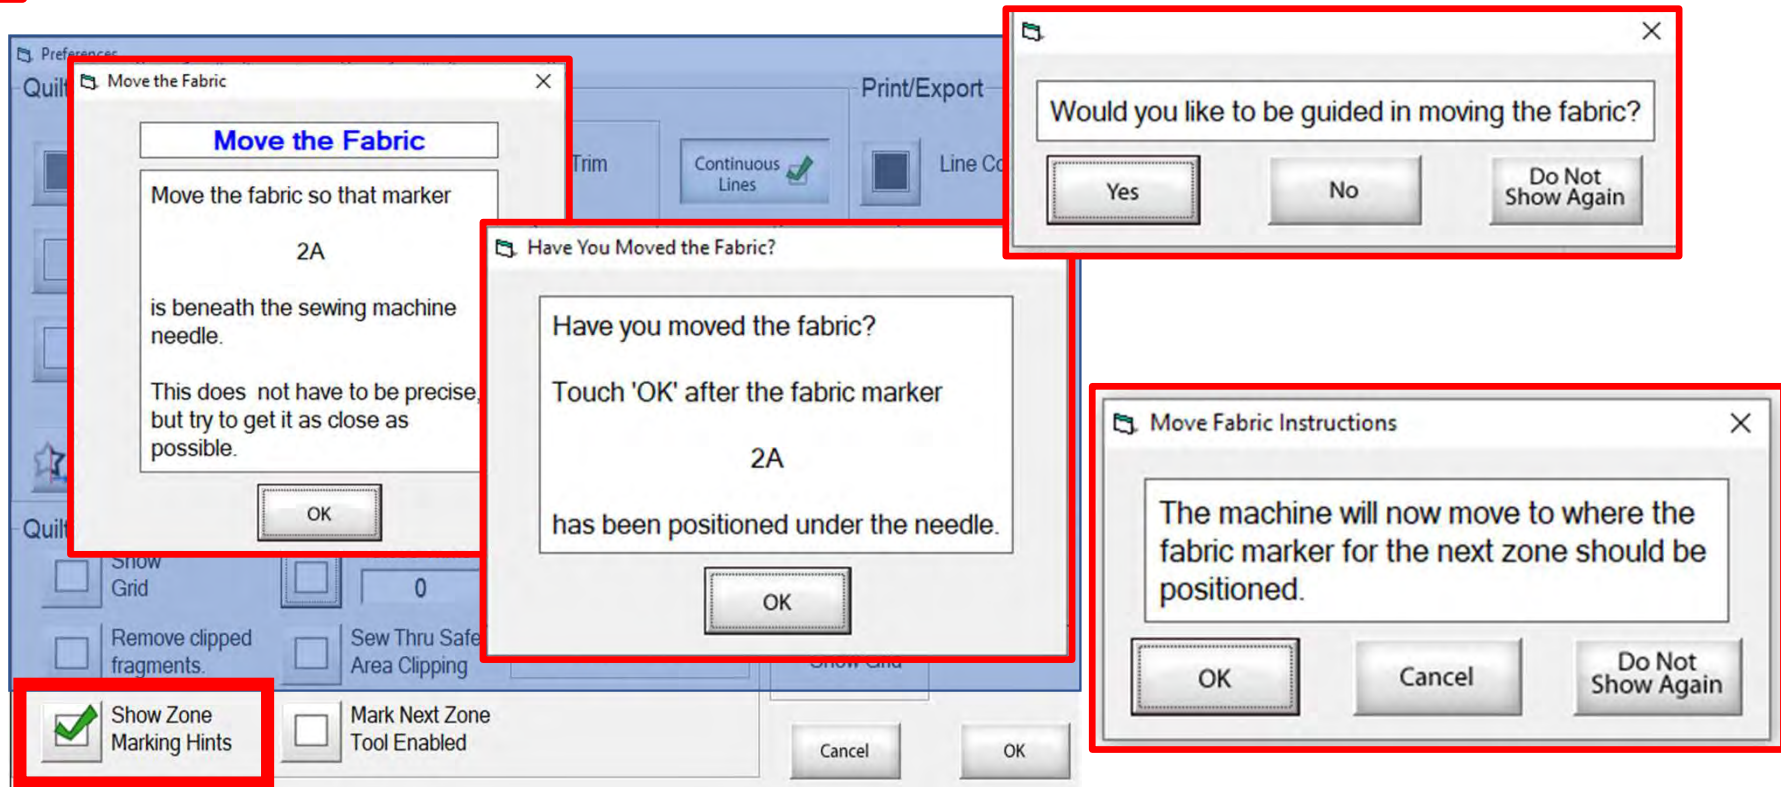 Preferences
Print/Export
Trim
Continuous
Lines
Move the Fabric
Move the Fabric
Move the fabric so that marker
2A
is beneath the sewing machine
needle.
This does  not have to be precise,
but try to get it as close as
possible.
OK
Have You Moved the Fabric?
Have you moved the fabric?
Touch 'OK' after the fabric marker
2A
has been positioned under the needle.
OK
Would you like to be guided in moving the fabric?
Yes
No
Do Not
Show Again
Move Fabric Instructions
The machine will now move to where the
fabric marker for the next zone should be
positioned.
OK
Cancel
Do Not
Show Again
Show
Grid
0
Remove clipped
fragments.
Sew Thru Safe
Area Clipping
Show Grid
Show Zone
Marking Hints
Mark Next Zone
Tool Enabled
Cancel
OK